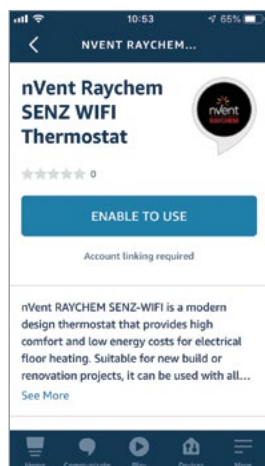 10:53
65%
NVENT RAYCHEM...
nVent Raychem
SENZ WIFI
Thermostat
nVent
RAYCHEM
0
ENABLE TO USE
Account linking required
nVent RAYCHEM SENZ-WIFI is a modern
design thermostat that provides high
comfort and low energy costs for electrical
floor heating. Suitable for new build or
renovation projects, it can be used with all...
See More
Home Communicate Play Devices More